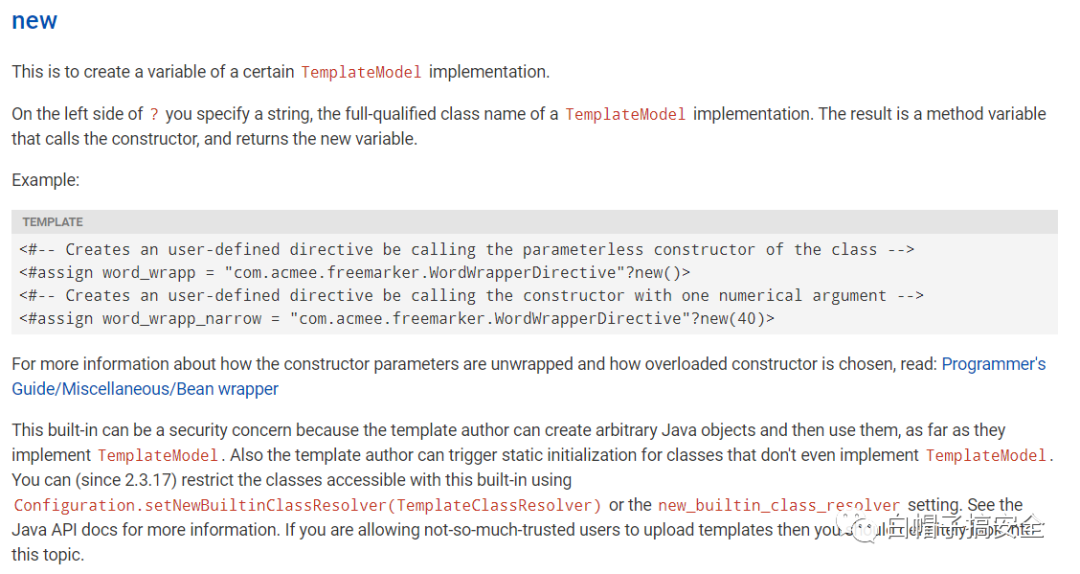 new
This is to create a variable of a certain TemplateModel implementation.
On the left side of ? you specify a string, the full-qualified class name of a TemplateModel implementation. The result is a method variable
that calls the constructor, and returns the new variable.
Example:
TEMPLATE
<#-- Creates an user-defined directive be calling the parameterless constructor of the class -->
<#assign word_wrapp = "com.acmee.freemarker.WordWrapperDirective"?new()>
<#-- Creates an user-defined directive be calling the constructor with one numerical argument -->
<#assign word_wrapp_narrow = "com.acmee.freemarker.WordWrapperDirective"?new(40)>
For more information about how the constructor parameters are unwrapped and how overloaded constructor is chosen, read: Programmer's
Guide/Miscellaneous/Bean wrapper
This built-in can be a security concern because the template author can create arbitrary Java objects and then use them, as far as they
implement TemplateModel. Also the template author can trigger static initialization for classes that don't even implement TemplateModel.
You can (since 2.3.17) restrict the classes accessible with this built-in using
Configuration.setNewBuiltinClassResolver(TemplateClassResolver) or the new_builtin_class_resolver setting. See the
Java API docs for more information. If you are allowing not-so-much-trusted users to upload templates then you
this topic.
白帽子搞安全